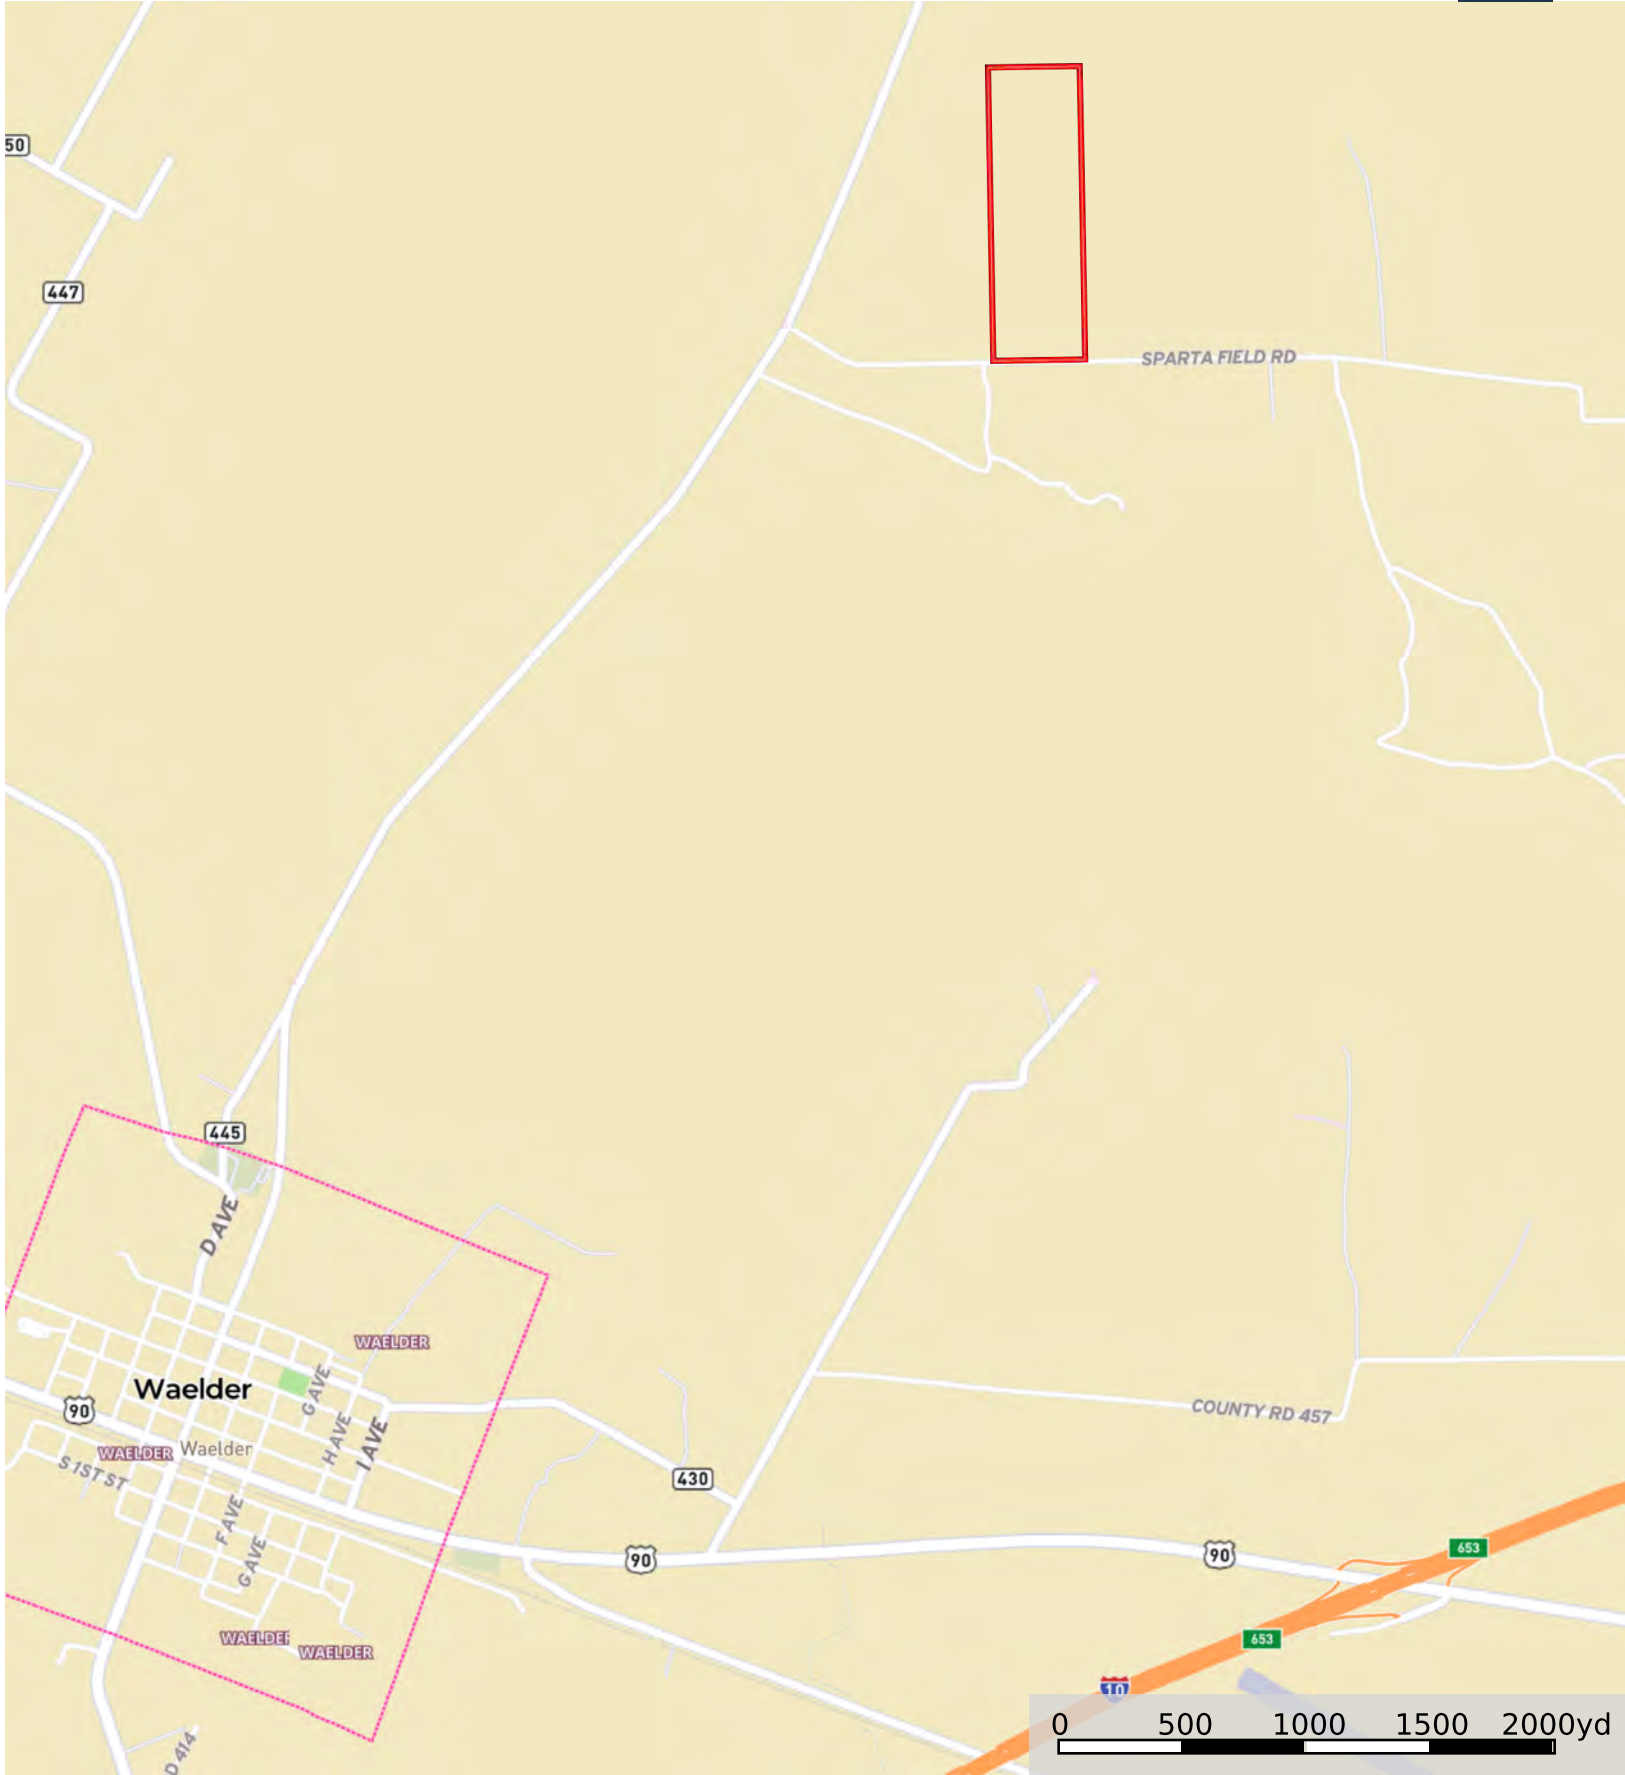 50
447
SPARTA FIELD RD
445
D AVE
WAELDER
G AVE
Waelder
90
H AVE
COUNTY RD 457
I AVE
WAELDER
Waelder
S 1ST ST
430
F AVE
G AVE
90
90
653
WAELDER
WAELDER
653
10
D 414
0 500 1000 1500 2000yd